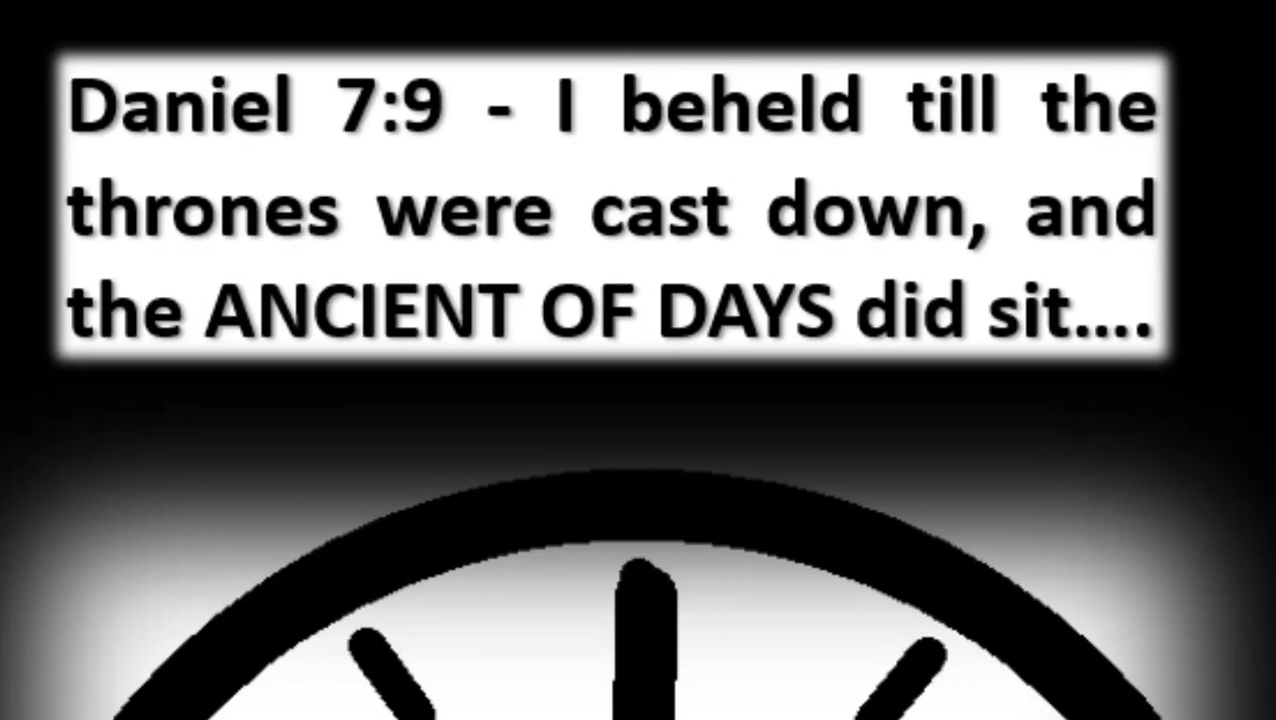 Daniel 7:9 - I beheld till the
thrones were cast down, and
the ANCIENT OF DAYS did sit....